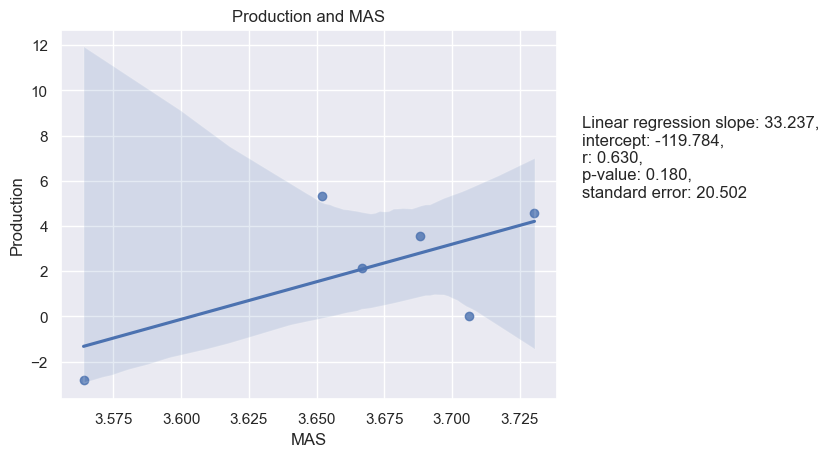 Production and MAS
12
10
8
6
4
2
0
−2
Production
3.575
3.600
3.625
3.650
3.675
3.700
3.725
MAS
Linear regression slope: 33.237,
intercept: -119.784,
r: 0.630,
p-value: 0.180,
standard error: 20.502